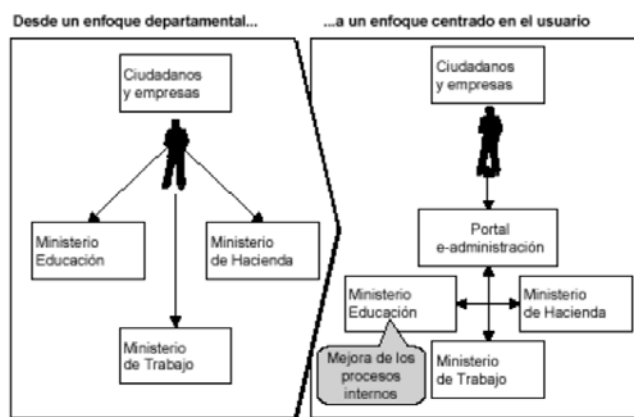 Desde un enfoque departamental...
Ciudadanos
y empresas
Ministerio
Educación
Ministerio
de Hacienda
Ministerio
de Trabajo
...a un enfoque centrado en el usuario
Ciudadanos
y empresas
Portal
e-administración
Ministerio
Educación
Ministerio
de Hacienda
Mejora de los
procesos
internos
Ministerio
de Trabajo